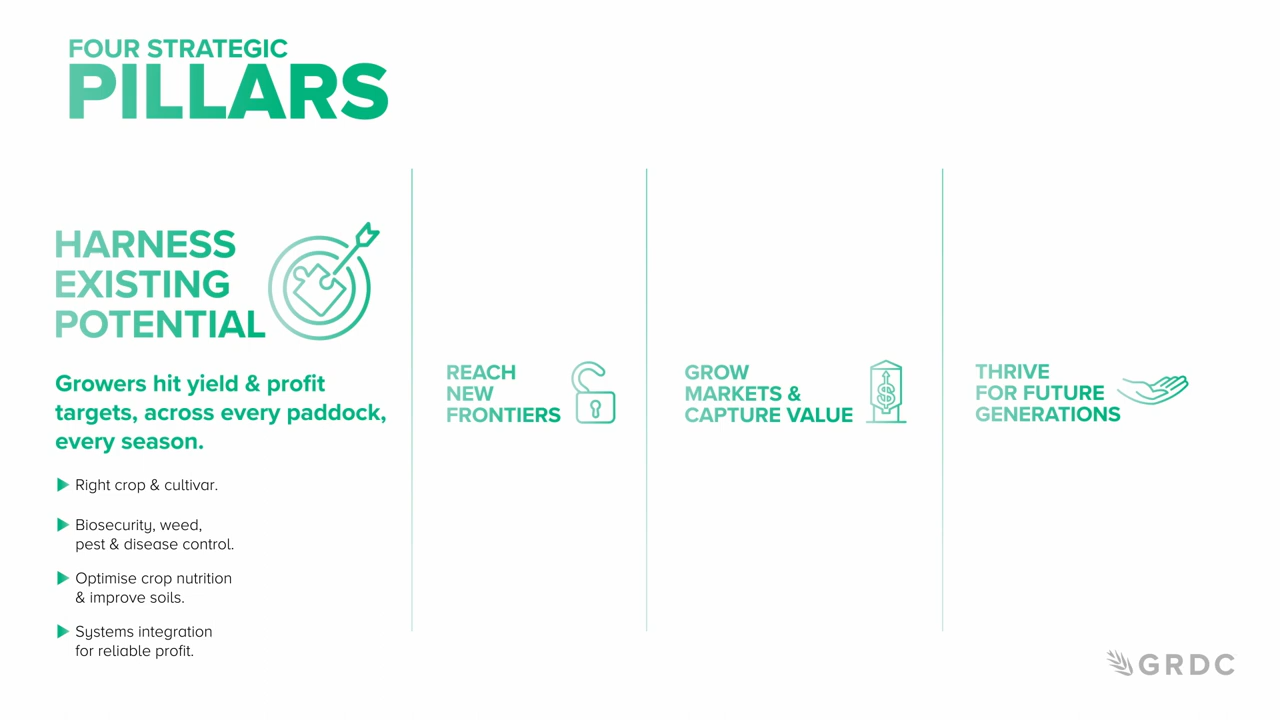 FOUR STRATEGIC
PILLARS
HARNESS
EXISTING
POTENTIAL
Growers hit yield & profit
targets, across every paddock,
every season.
Right crop & cultivar.
Biosecurity, weed,
pest & disease control.
Optimise crop nutrition
& improve soils.
Systems integration
for reliable profit.
REACH
NEW
FRONTIERS
GROW
MARKETS &
CAPTURE VALUE
$
THRIVE
FOR FUTURE
GENERATIONS
GRDC